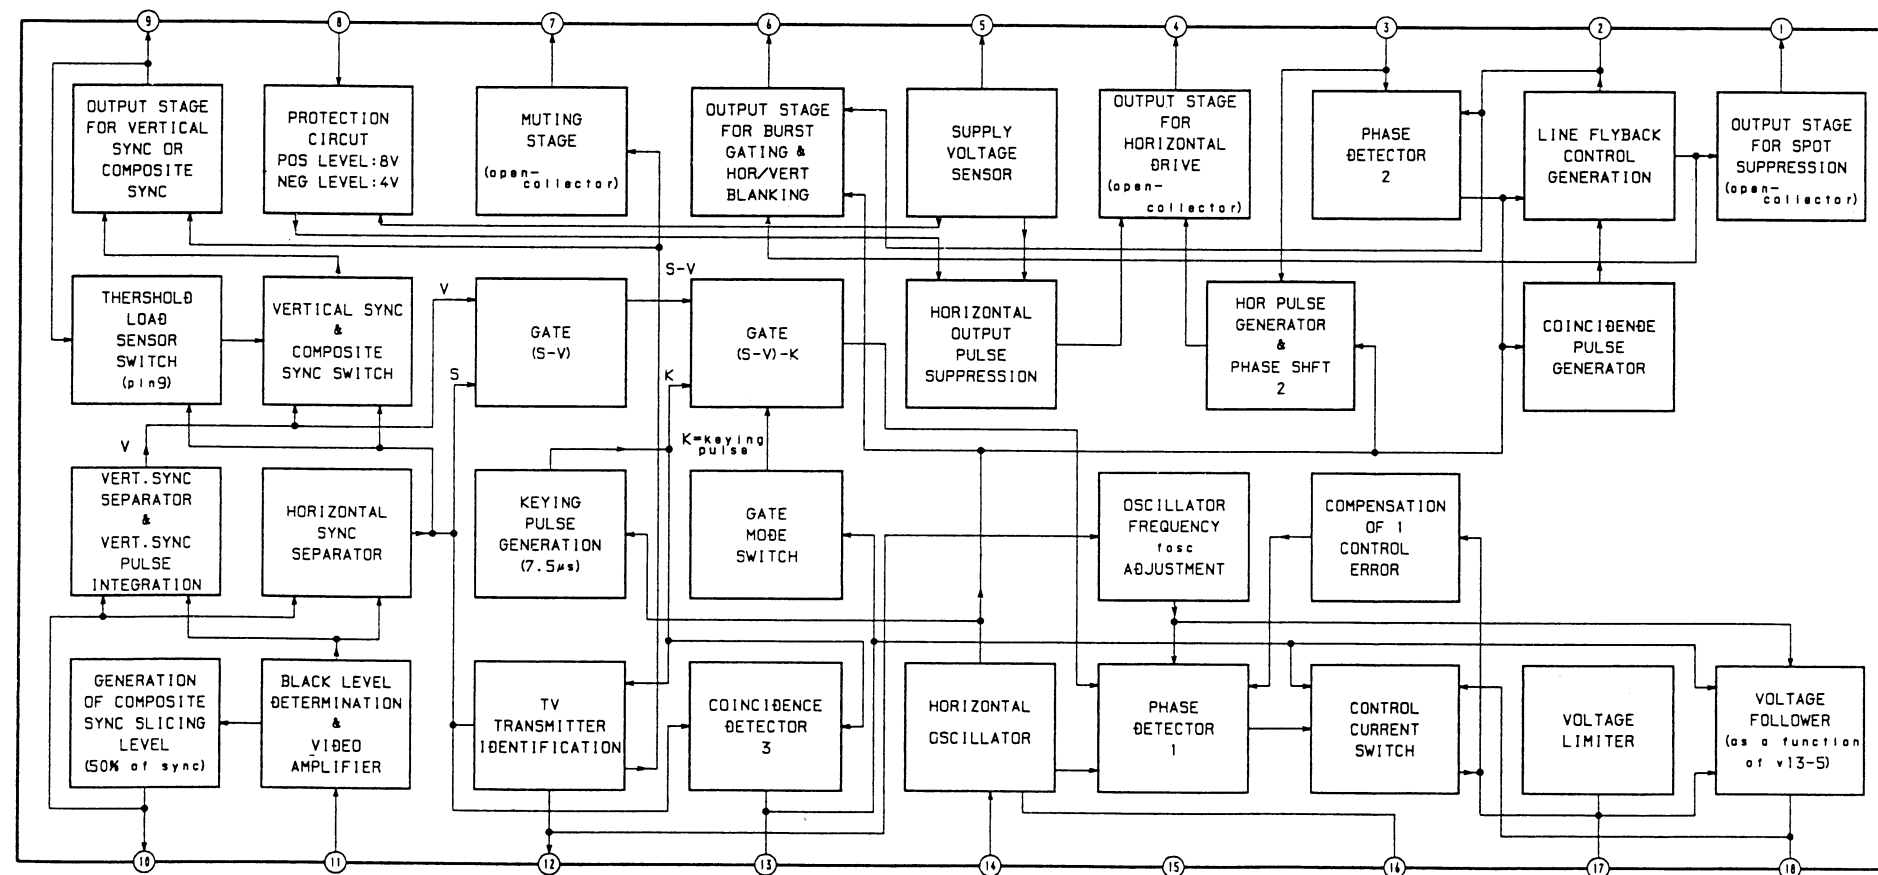 9 8 7 6 5 4 3 2 1
OUTPUT STAGE
FOR VERTICAL
SYNC OR
COMPOSITE
SYNC
PROTECTION
CIRCUT
POS LEVEL:8V
NEG LEVEL:4V
MUTING
STAGE
(open-
collector)
OUTPUT STAGE
FOR BURST
GATING &
HOR/VERT
BLANKING
SUPPLY
VOLTAGE
SENSOR
OUTPUT STAGE
FOR
HORIZONTAL
DRIVE
(open-
collector)
PHASE
DETECTOR
2
LINE FLYBACK
CONTROL
GENERATION
OUTPUT STAGE
FOR SPOT
SUPPRESSION
(open-
collector)
THERSHOLD
LOAD
SENSOR
SWITCH
(pin9)
VERTICAL SYNC
&
COMPOSITE
SYNC SWITCH
V
S
GATE
(S-V)
S-V
K
GATE
(S-V)-K
HORIZONTAL
OUTPUT
PULSE
SUPPRESSION
HOR PULSE
GENERATOR
&
PHASE SHFT
2
COINCIDENDE
PULSE
GENERATOR
V
K=keying
pulse
VERT.SYNC
SEPARATOR
&
VERT.SYNC
PULSE
INTEGRATION
HORIZONTAL
SYNC
SEPARATOR
KEYING
PULSE
GENERATION
(7.5µs)
GATE
MODE
SWITCH
OSCILLATOR
FREQUENCY
fosc
ADJUSTMENT
COMPENSATION
OF 1
CONTROL
ERROR
GENERATION
OF COMPOSITE
SYNC SLICING
LEVEL
(50% of sync)
BLACK LEVEL
DETERMINATION
&
VIDEO
AMPLIFIER
TV
TRANSMITTER
IDENTIFICATION
COINCIDENCE
DETECTOR
3
HORIZONTAL
OSCILLATOR
PHASE
DETECTOR
1
CONTROL
CURRENT
SWITCH
VOLTAGE
LIMITER
VOLTAGE
FOLLOWER
(as a function
of v13-5)
10 11 12 13 14 15 16 17 18